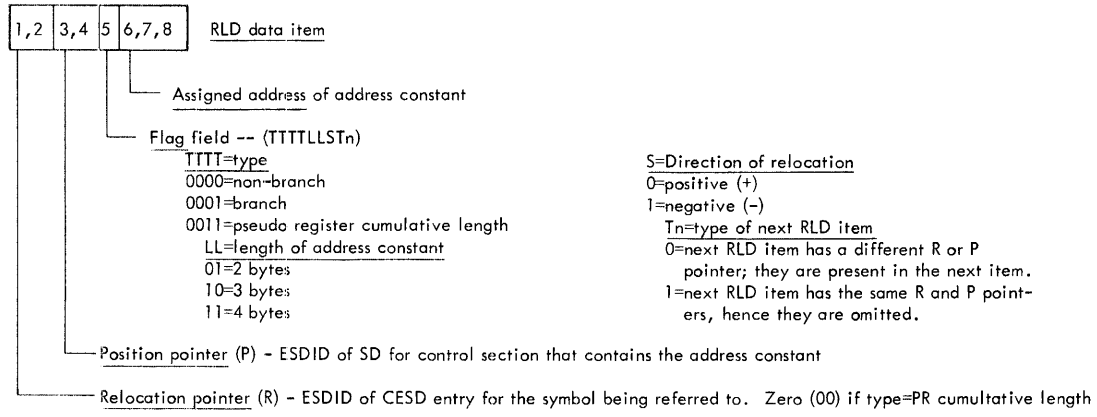 1,2 3,4 5 6,7,8 RLD data item
Assigned address of address constant
Flag field -- (TTTTLLSTn)
TTTT=type
0000=non-branch
0001=branch
0011=pseudo register cumulative length
LL=length of address constant
01=2 bytes
10=3 bytes
11=4 bytes
S=Direction of relocation
0=positive (+)
1=negative (-)
Tn=type of next RLD item
0=next RLD item has a different R or P
pointer; they are present in the next item.
1=next RLD item has the same R and P point-
ers, hence they are omitted.
Position pointer (P) - ESDID of SD for control section that contains the address constant
Relocation pointer (R) - ESDID of CESD entry for the symbol being referred to. Zero (00) if type=PR cumultative length